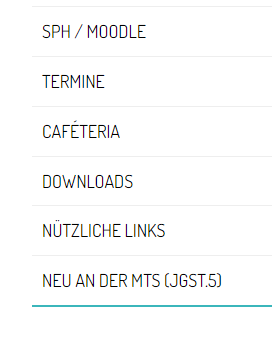 SPH / MOODLE
TERMINE
CAFÉTERIA
DOWNLOADS
NÜTZLICHE LINKS
NEU AN DER MTS (JGST.5)